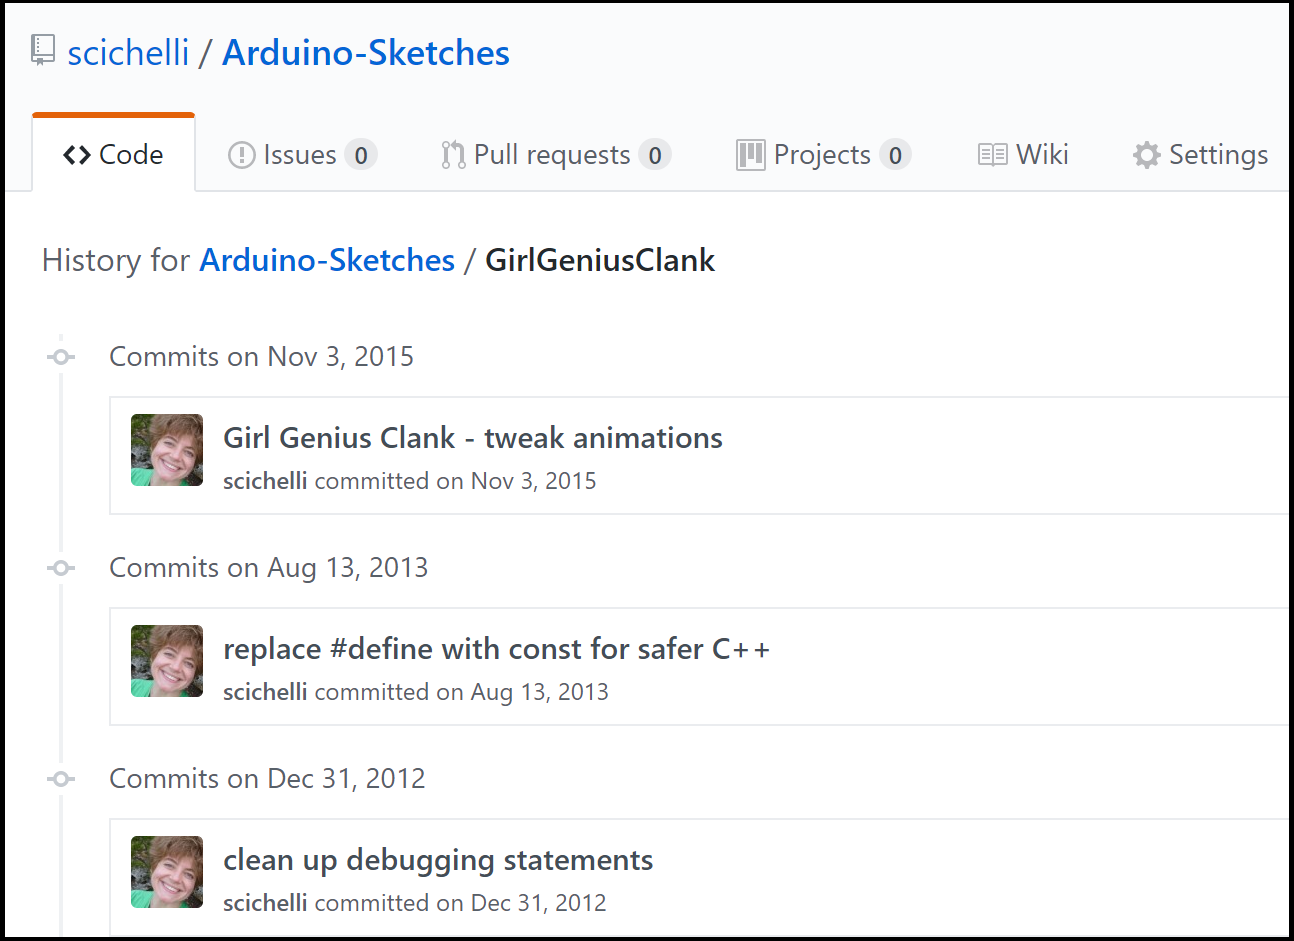 scichelli / Arduino-Sketches
Code Issues 0 Pull requests 0 Projects 0 Wiki Settings
History for Arduino-Sketches / GirlGeniusClank
Commits on Nov 3, 2015
Girl Genius Clank - tweak animations
scichelli committed on Nov 3, 2015
Commits on Aug 13, 2013
replace #define with const for safer C++
scichelli committed on Aug 13, 2013
Commits on Dec 31, 2012
clean up debugging statements
scichelli committed on Dec 31, 2012